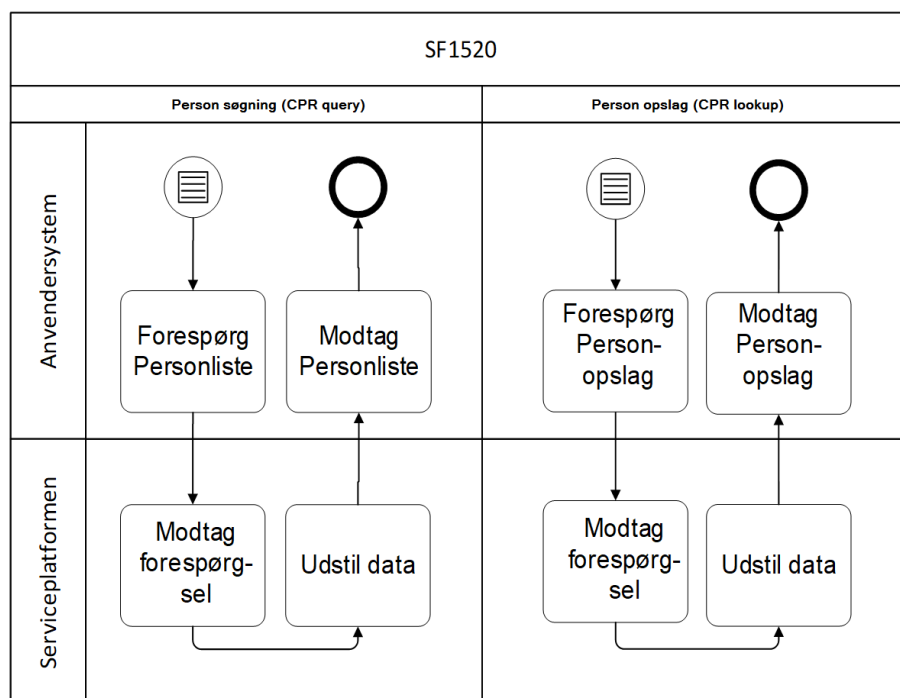 SF1520
Person søgning (CPR query)
Person opslag (CPR lookup)
Anvendersystem
Forespørg
Personliste
Modtag
Personliste
Forespørg
Person-
opslag
Modtag
Person-
opslag
Serviceplatformen
Modtag
forespørg-
sel
Udstil data
Modtag
forespørg-
sel
Udstil data